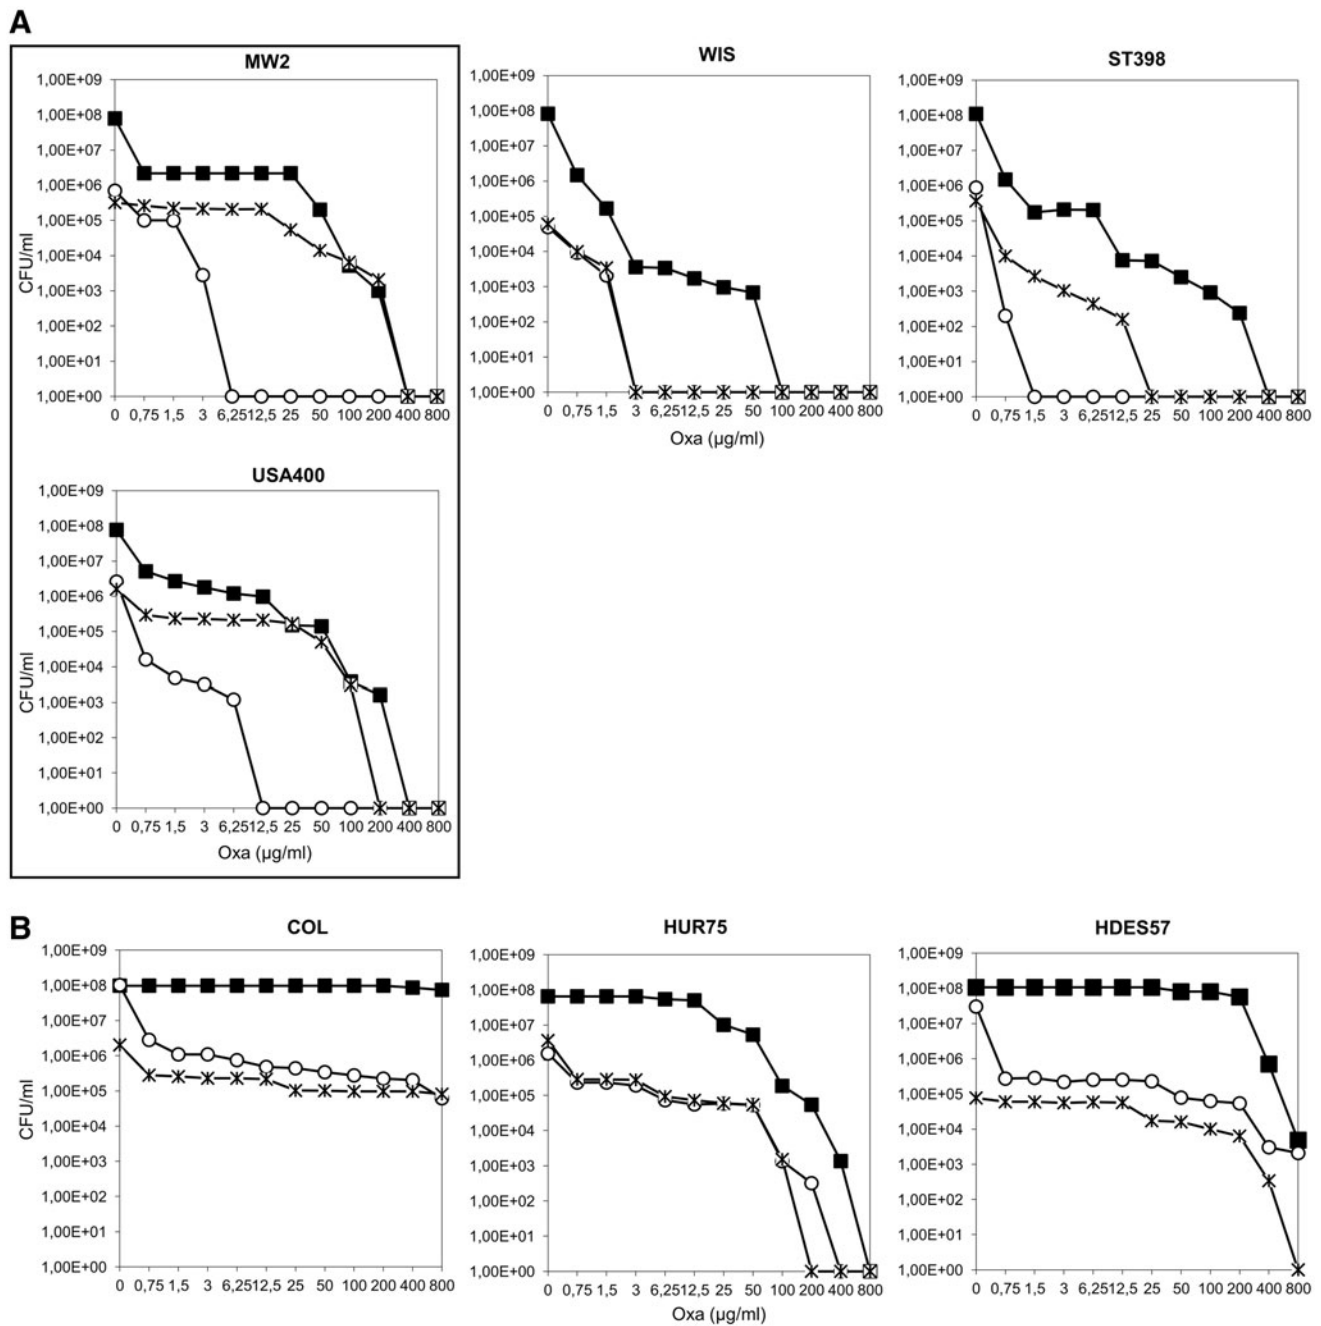 A
MW2
1,00E+09
1,00E+08
1,00E+07
1,00E+06
1,00E+05
1,00E+04
1,00E+03
1,00E+02
1,00E+01
1,00E+00
CFU/ml
0 0,75 1,5 3 6,25 12,5 25 50 100 200 400 800
WIS
1,00E+09
1,00E+08
1,00E+07
1,00E+06
1,00E+05
1,00E+04
1,00E+03
1,00E+02
1,00E+01
1,00E+00
0 0,75 1,5 3 6,25 12,5 25 50 100 200 400 800
Oxa (µg/ml)
ST398
1,00E+09
1,00E+08
1,00E+07
1,00E+06
1,00E+05
1,00E+04
1,00E+03
1,00E+02
1,00E+01
1,00E+00
0 0,75 1,5 3 6,25 12,5 25 50 100 200 400 800
USA400
1,00E+09
1,00E+08
1,00E+07
1,00E+06
1,00E+05
1,00E+04
1,00E+03
1,00E+02
1,00E+01
1,00E+00
CFU/ml
0 0,75 1,5 3 6,25 12,5 25 50 100 200 400 800
Oxa (µg/ml)
B
COL
1,00E+09
1,00E+08
1,00E+07
1,00E+06
1,00E+05
1,00E+04
1,00E+03
1,00E+02
1,00E+01
1,00E+00
CFU/ml
0 0,75 1,5 3 6,25 12,5 25 50 100 200 400 800
HUR75
1,00E+09
1,00E+08
1,00E+07
1,00E+06
1,00E+05
1,00E+04
1,00E+03
1,00E+02
1,00E+01
1,00E+00
0 0,75 1,5 3 6,25 12,5 25 50 100 200 400 800
Oxa (µg/ml)
HDES57
1,00E+09
1,00E+08
1,00E+07
1,00E+06
1,00E+05
1,00E+04
1,00E+03
1,00E+02
1,00E+01
1,00E+00
0 0,75 1,5 3 6,25 12,5 25 50 100 200 400 800